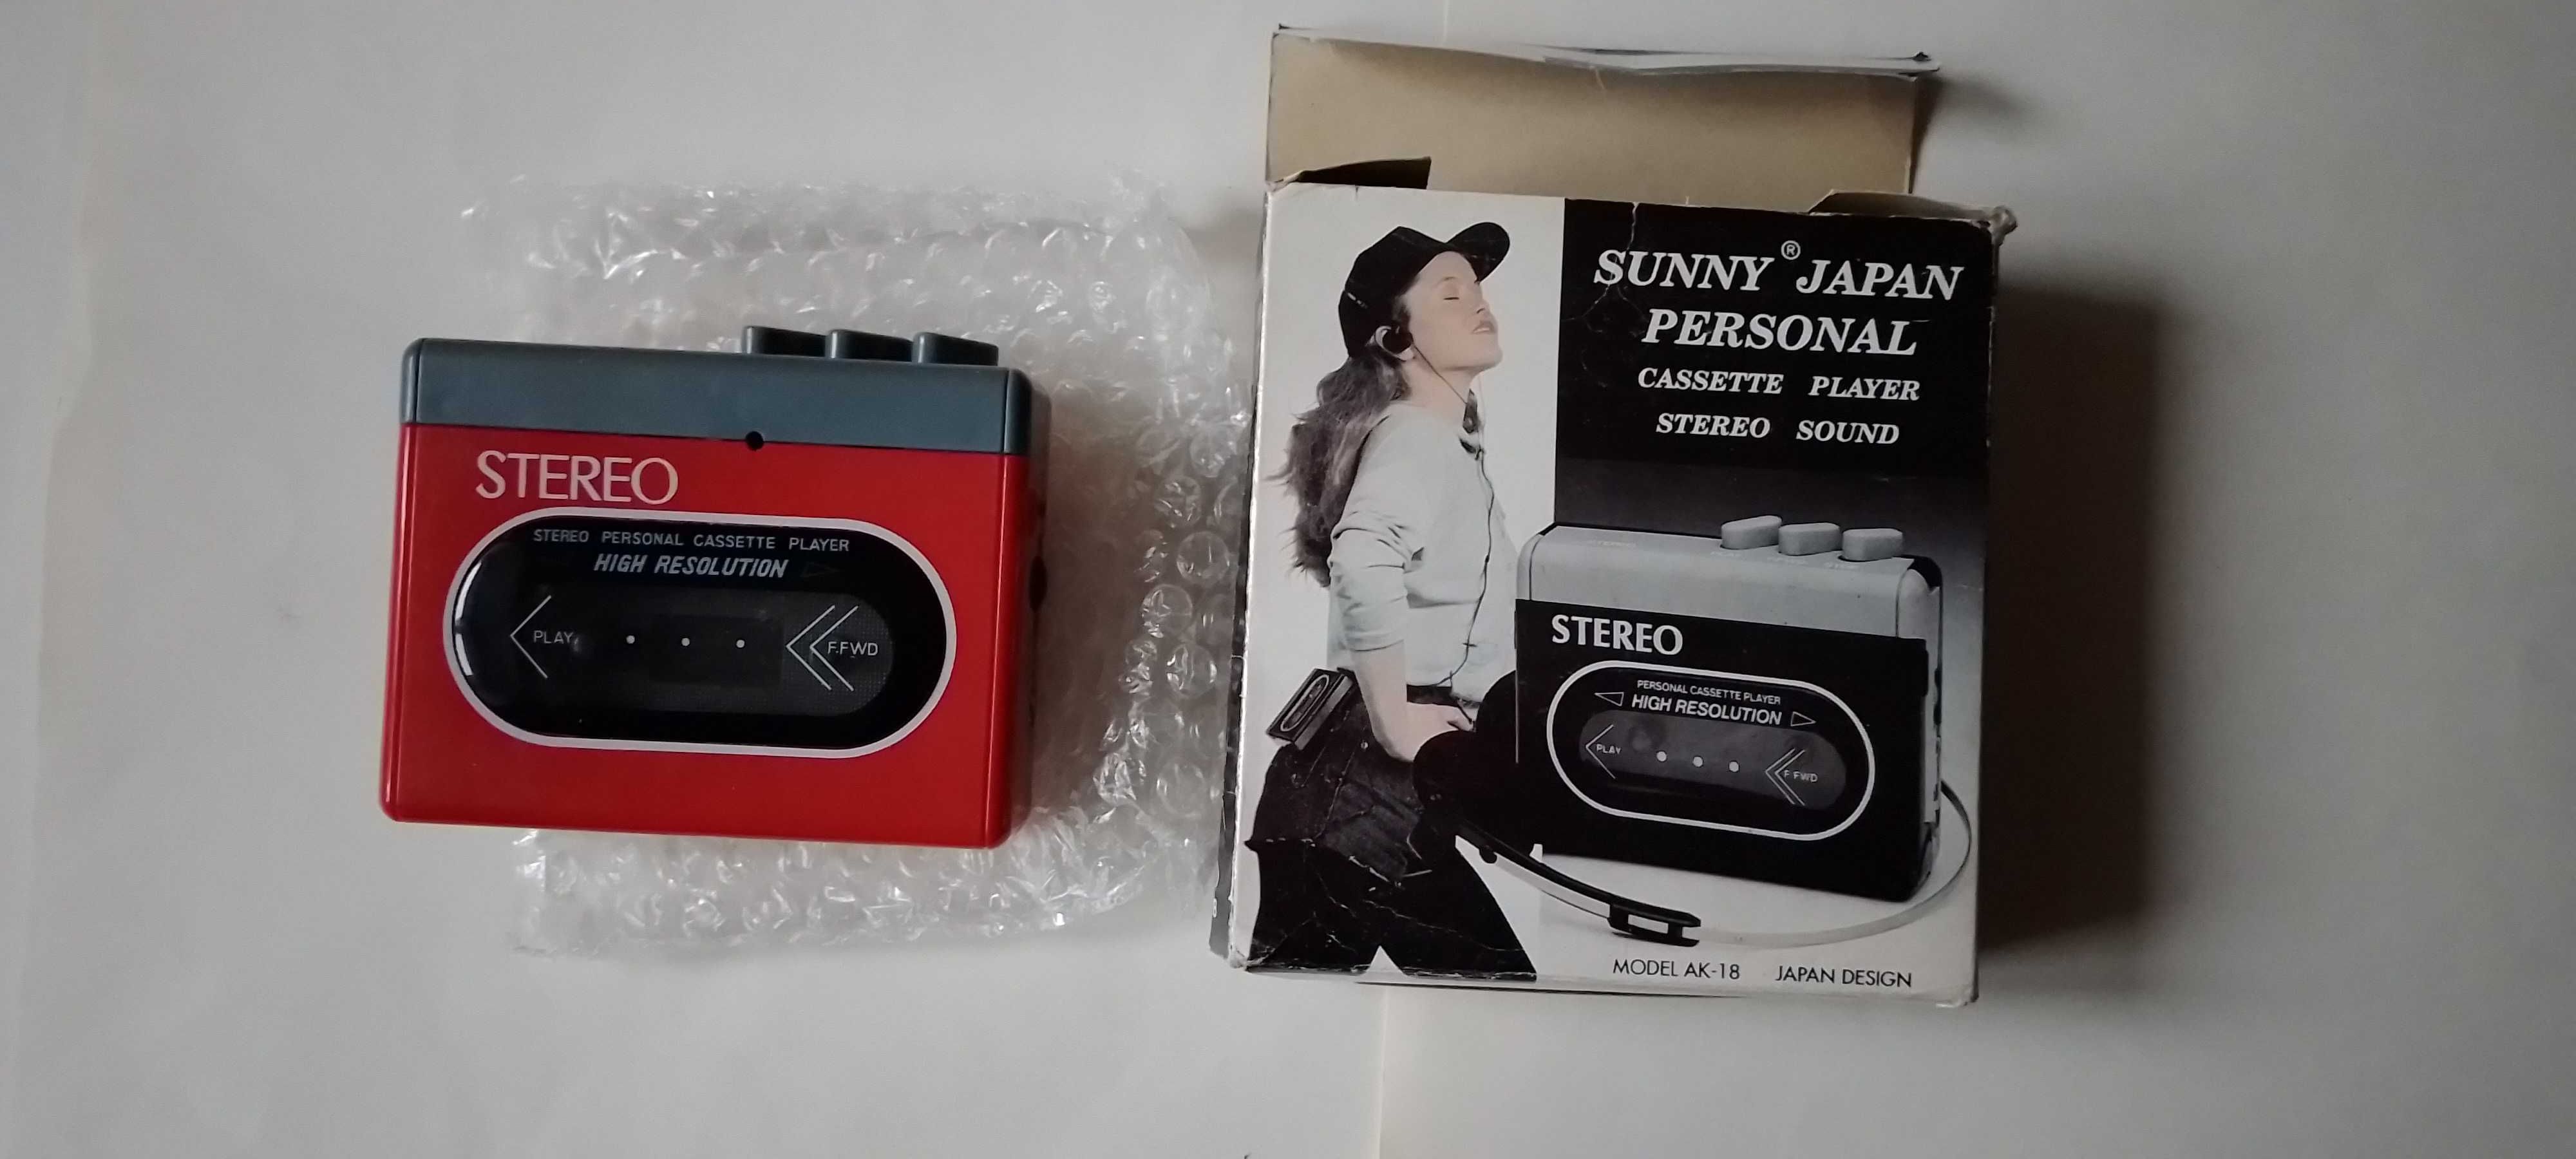 STEREO
STEREO PERSONAL CASSETTE PLAYER
HIGH RESOLUTION
PLAY
F.FWD
SUNNY® JAPAN
PERSONAL
CASSETTE PLAYER
STEREO SOUND
STEREO
PERSONAL CASSETTE PLAYER
HIGH RESOLUTION
PLAY
F FWD
MODEL AK-18 JAPAN DESIGN